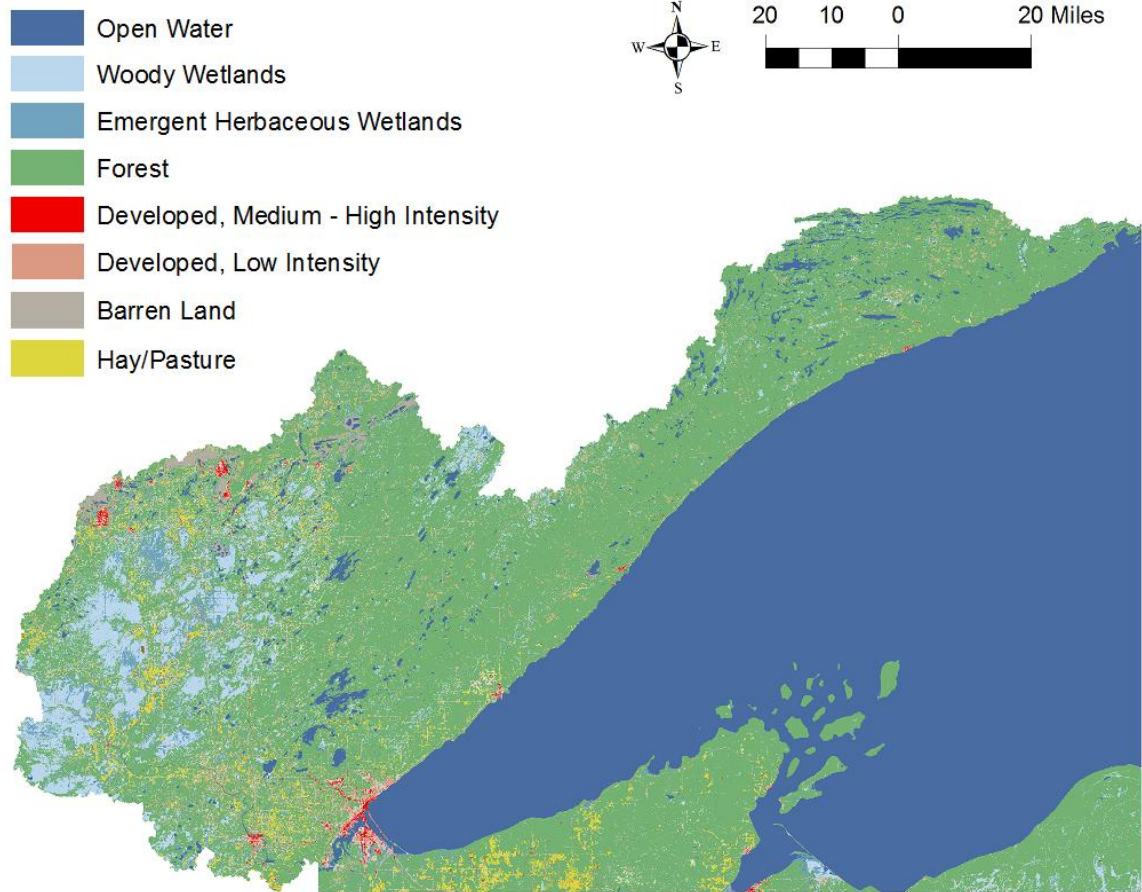 Open Water
Woody Wetlands
Emergent Herbaceous Wetlands
Forest
Developed, Medium - High Intensity
Developed, Low Intensity
Barren Land
Hay/Pasture
N
W E
S
20 10 0 20 Miles